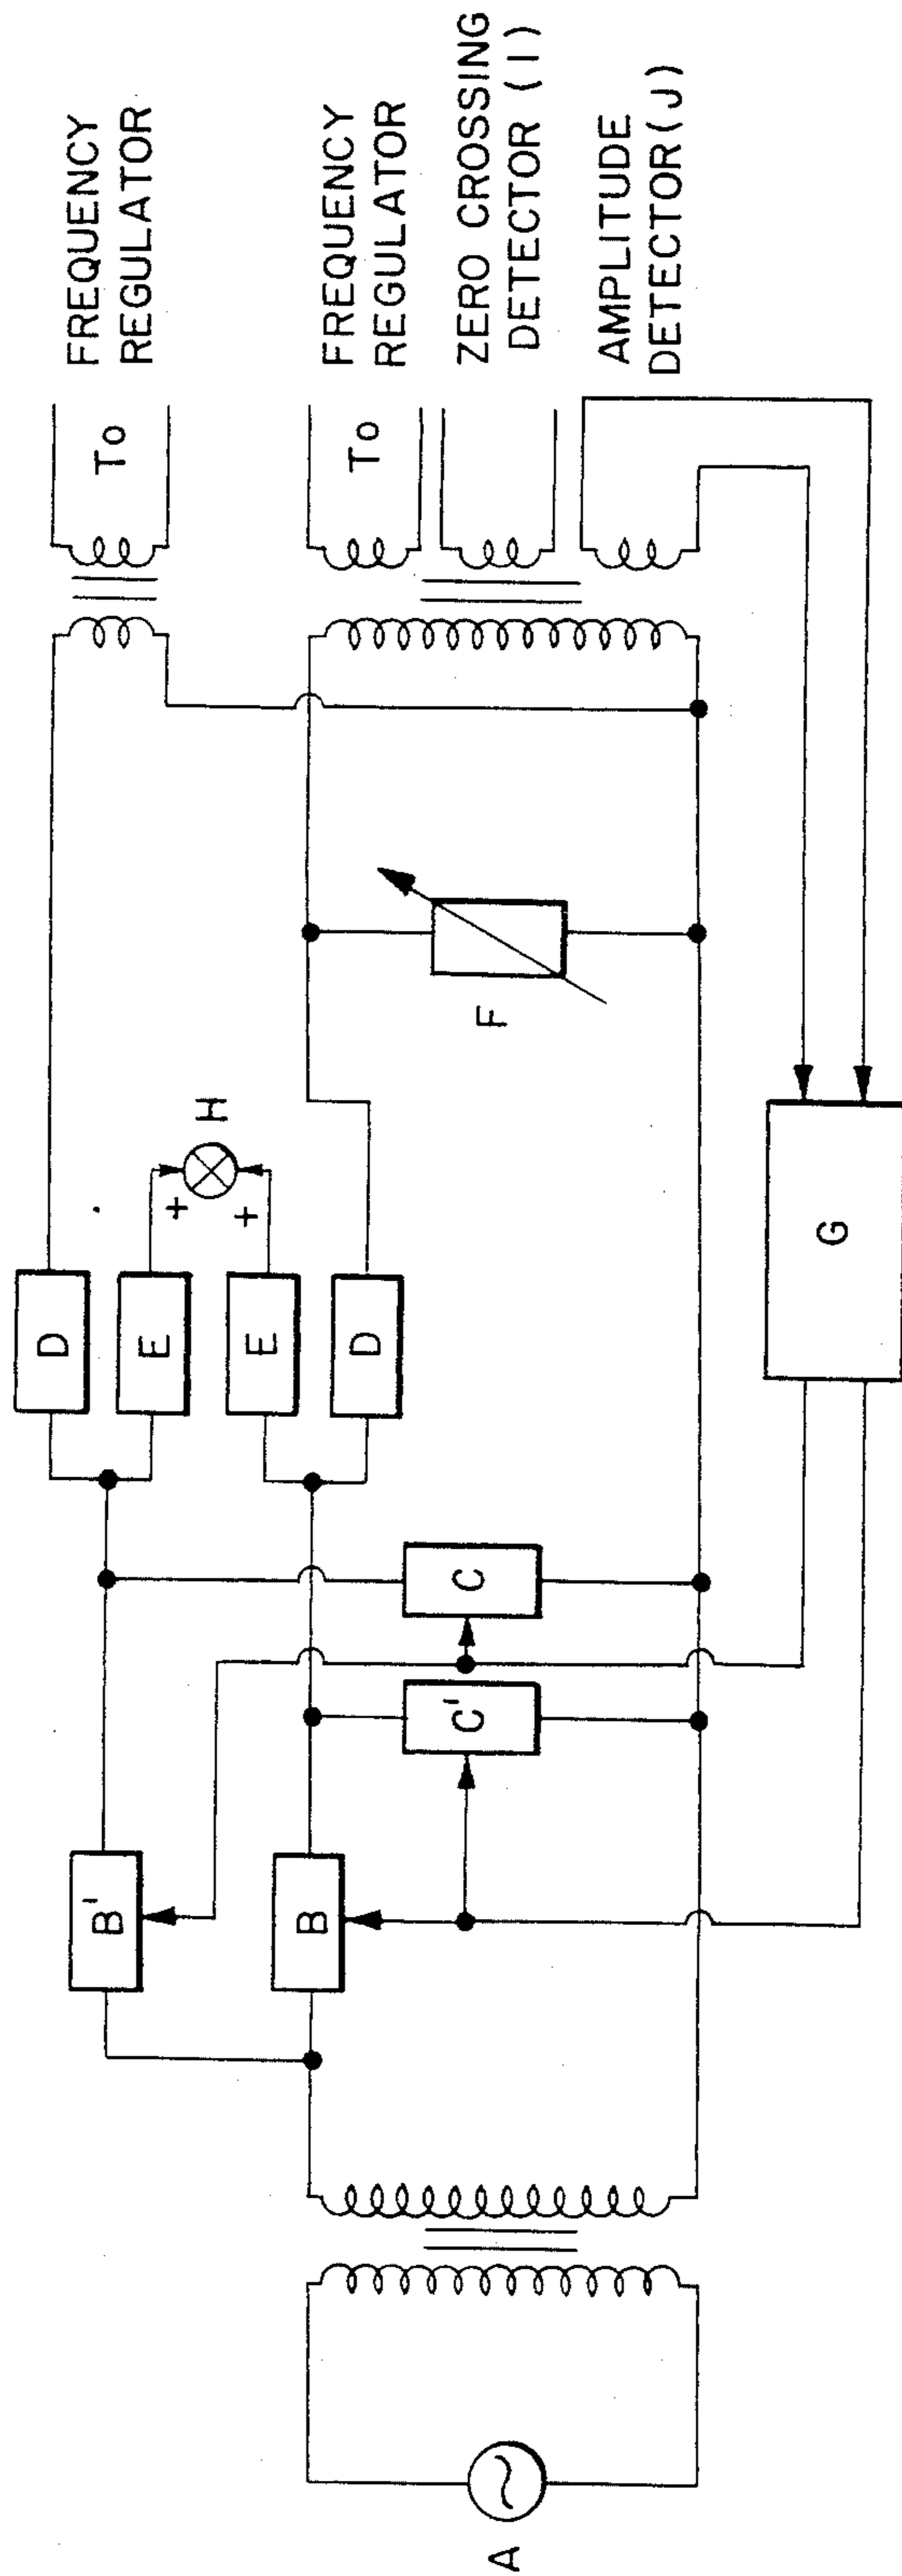 FREQUENCY
REGULATOR
To
FREQUENCY
REGULATOR
To
ZERO CROSSING
DETECTOR (I)
AMPLITUDE
DETECTOR(J)
D
E
+
H
+
E
D
F
G
B'
C
C'
B
A